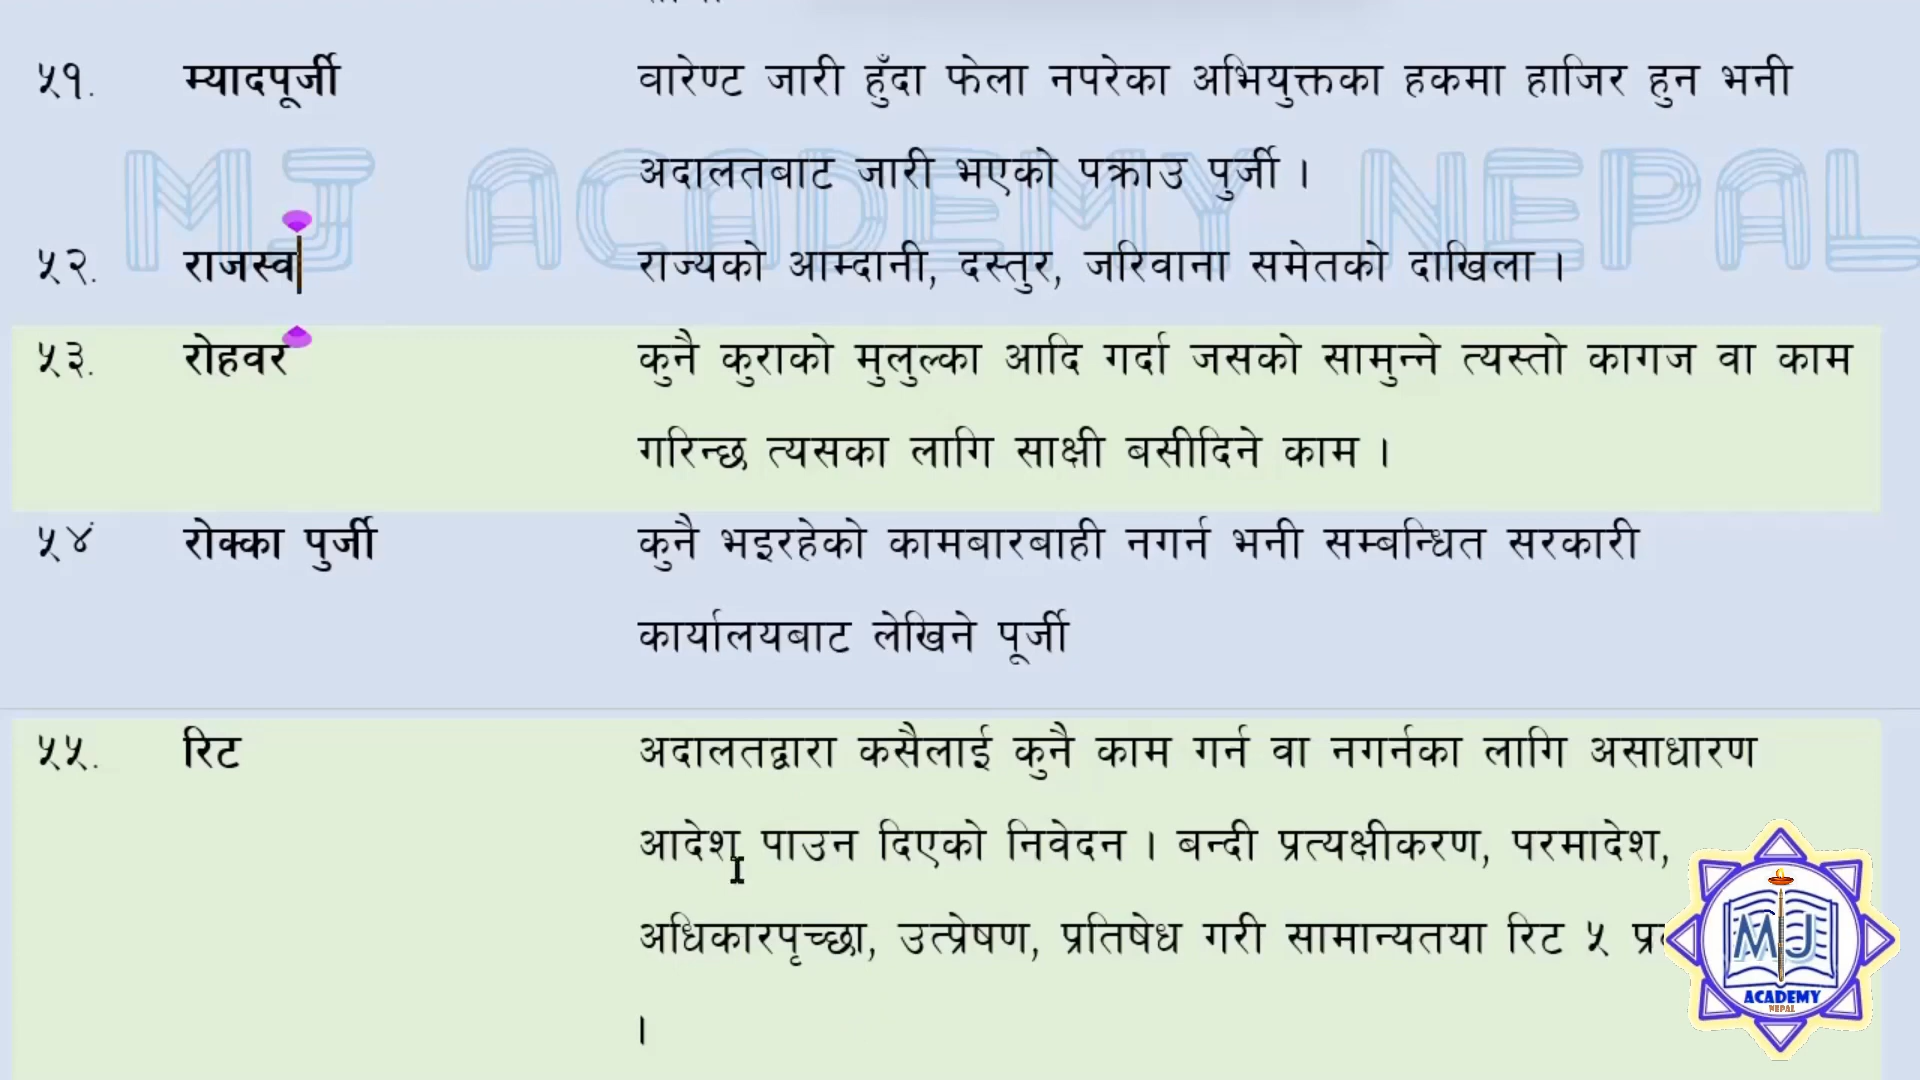 ५१. म्यादपूर्जी वारेण्ट जारी हुँदा फेला नपरेका अभियुक्तका हकमा हाजिर हुन भनी
अदालतबाट जारी भएको पक्राउ पुर्जी ।
MJ ACADEMY NEPAL
५२. राजस्व राज्यको आम्दानी, दस्तुर, जरिवाना समेतको दाखिला ।
५३. रोहवर कुनै कुराको मुलुल्का आदि गर्दा जसको सामुन्ने त्यस्तो कागज वा काम
गरिन्छ त्यसका लागि साक्षी बसीदिने काम ।
५४ रोक्का पुर्जी कुनै भइरहेको कामबारबाही नगर्न भनी सम्बन्धित सरकारी
कार्यालयबाट लेखिने पूर्जी
५५. रिट अदालतद्वारा कसैलाई कुनै काम गर्न वा नगर्नका लागि असाधारण
आदेश पाउन दिएको निवेदन । बन्दी प्रत्यक्षीकरण, परमादेश,
अधिकारपृच्छा, उत्प्रेषण, प्रतिषेध गरी सामान्यतया रिट ५
।
MJ
ACADEMY
NEPAL